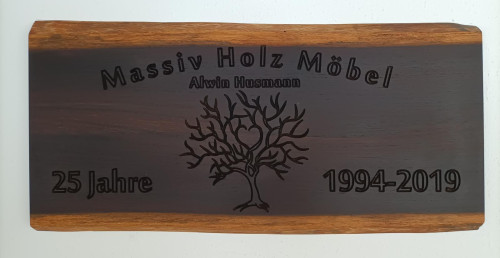 Massiv Holz Möbel
Alwin Husmann
25 Jahre
1994-2019